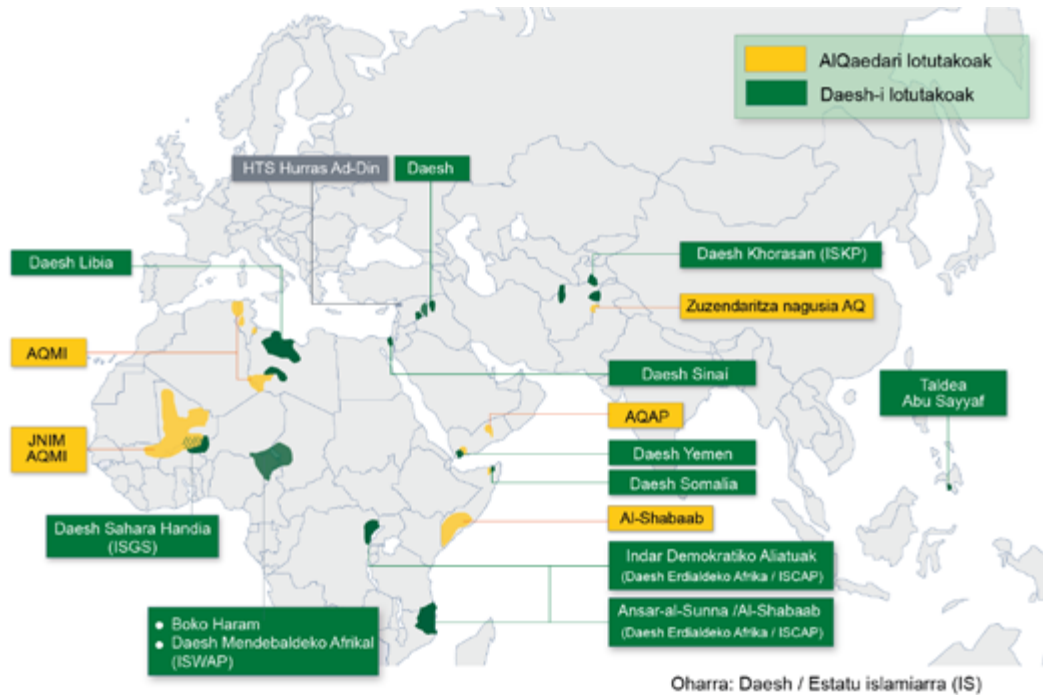 AlQaedari lotutakoak
Daesh-i lotutakoak
HTS Hurras Ad-Din
Daesh
Daesh Libia
Daesh Khorasan (ISKP)
Zuzendaritza nagusia AQ
AQMI
Daesh Sinaí
Taldea
Abu Sayyaf
AQAP
JNIM
AQMI
Daesh Yemen
Daesh Somalia
Al-Shabaab
Daesh Sahara Handia
(ISGS)
Indar Demokratiko Aliatuak
(Daesh Erdialdeko Afrika / ISCAP)
Ansar-al-Sunna /Al-Shabaab
(Daesh Erdialdeko Afrika / ISCAP)
• Boko Haram
• Daesh Mendebaldeko Afrikal
(ISWAP)
Oharra: Daesh / Estatu islamiarra (IS)